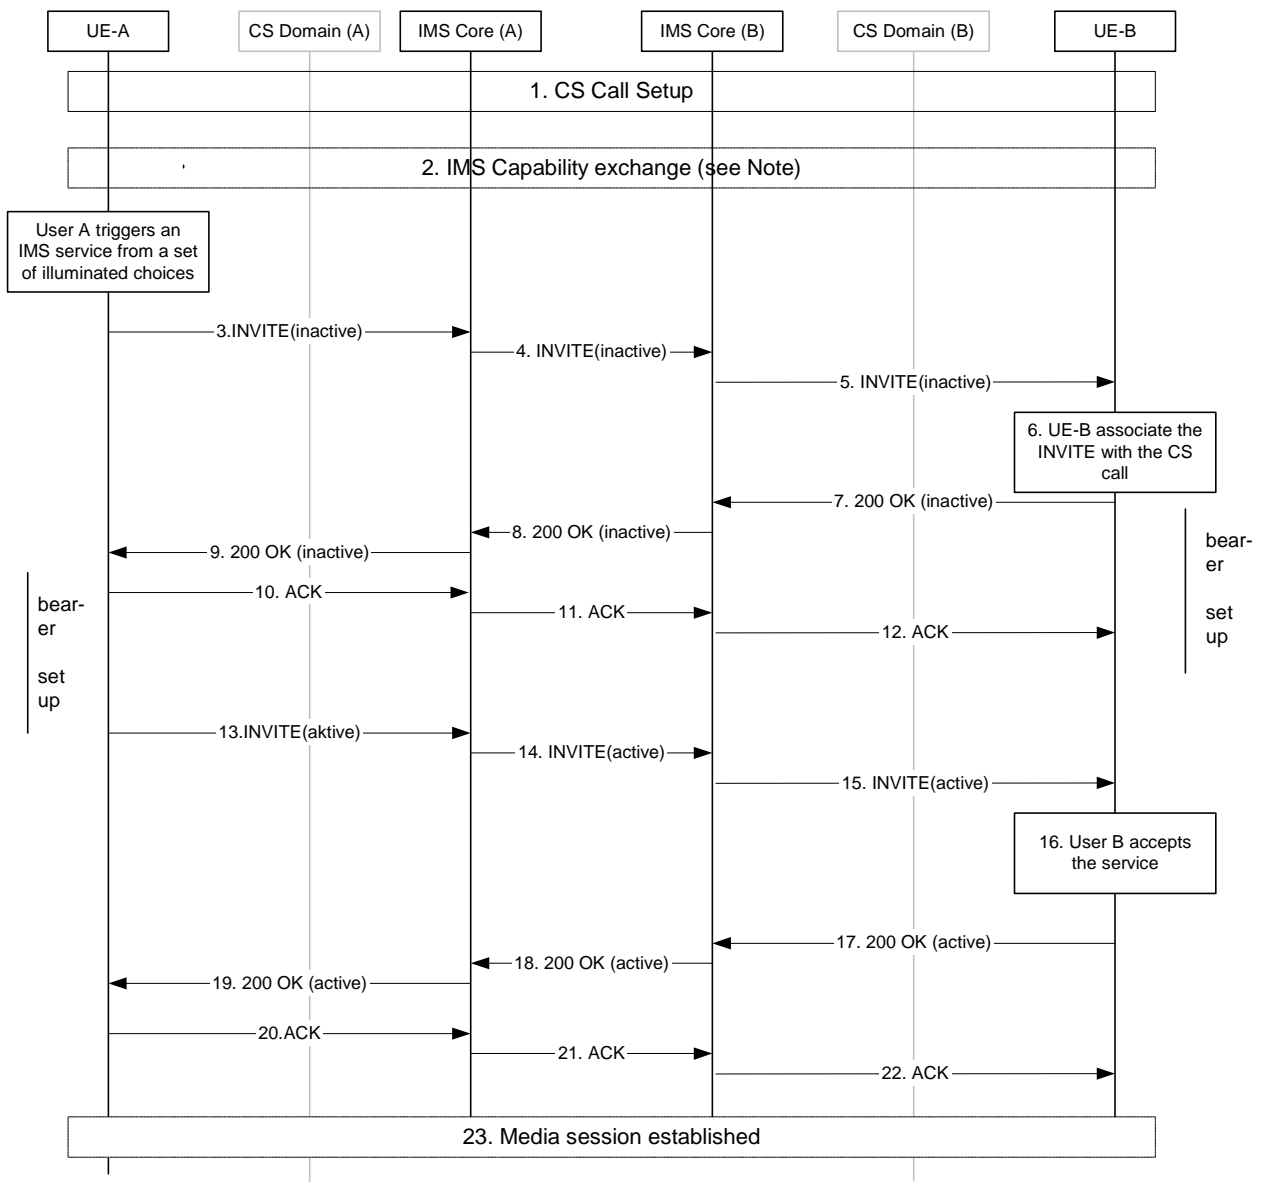 UE-A
CS Domain (A)
IMS Core (A)
IMS Core (B)
CS Domain (B)
UE-B
1. CS Call Setup
2. IMS Capability exchange (see Note)
User A triggers an
IMS service from a set
of illuminated choices
3.INVITE(inactive)
4. INVITE(inactive)
5. INVITE(inactive)
6. UE-B associate the
INVITE with the CS
call
7. 200 OK (inactive)
8. 200 OK (inactive)
9. 200 OK (inactive)
bear-
er
set
up
10. ACK
11. ACK
12. ACK
bear-
er
set
up
13.INVITE(aktive)
14. INVITE(active)
15. INVITE(active)
16. User B accepts
the service
17. 200 OK (active)
18. 200 OK (active)
19. 200 OK (active)
20.ACK
21. ACK
22. ACK
23. Media session established